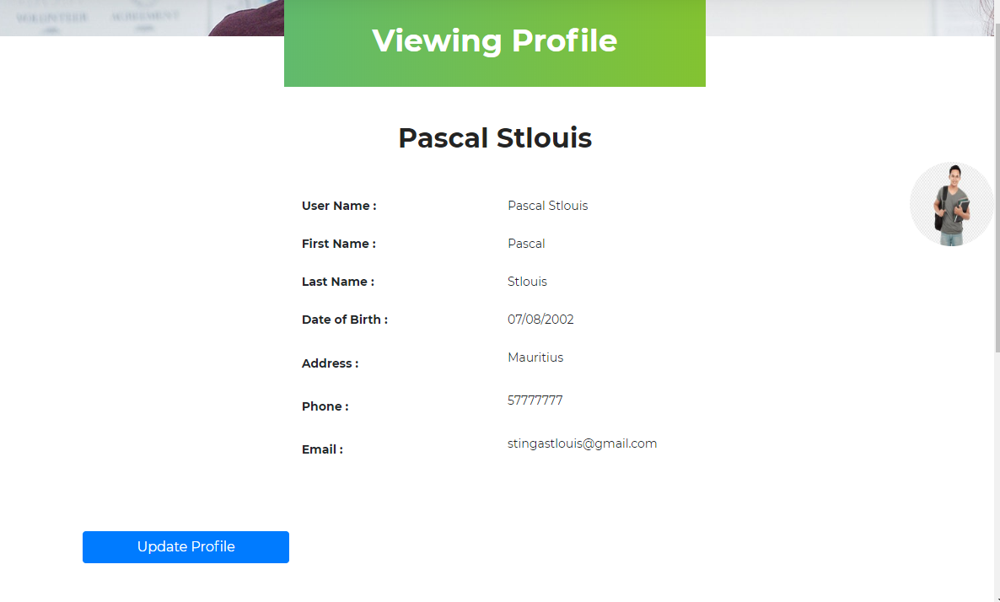 VOLUNTEER AGREEMENT
Viewing Profile
Pascal Stlouis
User Name : Pascal Stlouis
First Name : Pascal
Last Name : Stlouis
Date of Birth : 07/08/2002
Address : Mauritius
Phone : 57777777
Email : stingastlouis@gmail.com
Update Profile